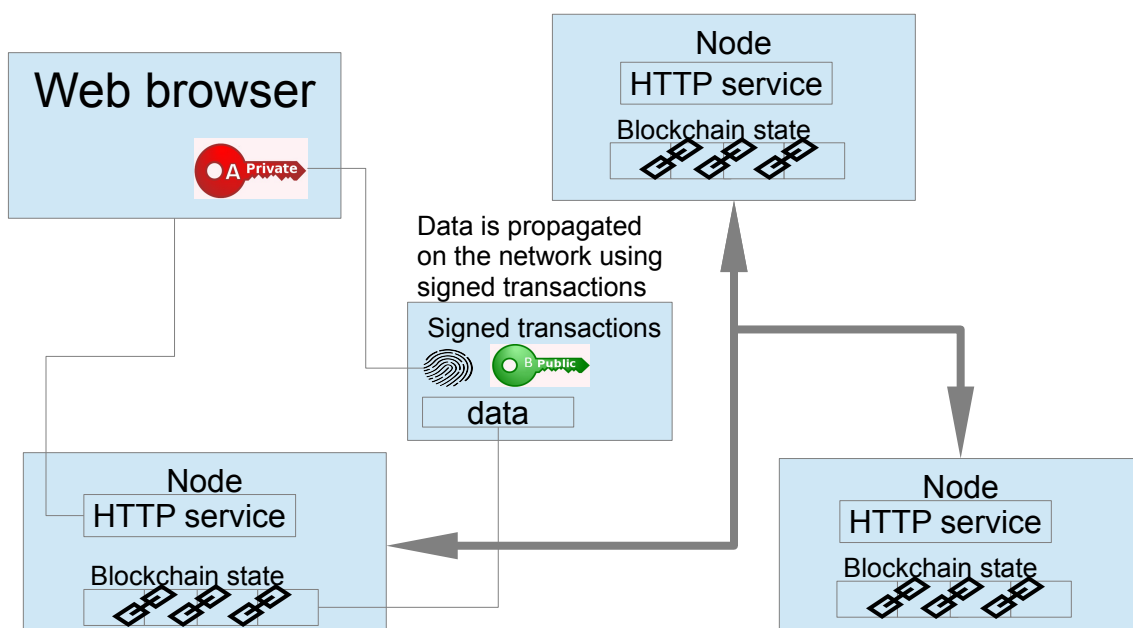 Web browser
A Private
Node
HTTP service
Blockchain state
Data is propagated
on the network using
signed transactions
Signed transactions
B Public
data
Node
HTTP service
Blockchain state
Node
HTTP service
Blockchain state